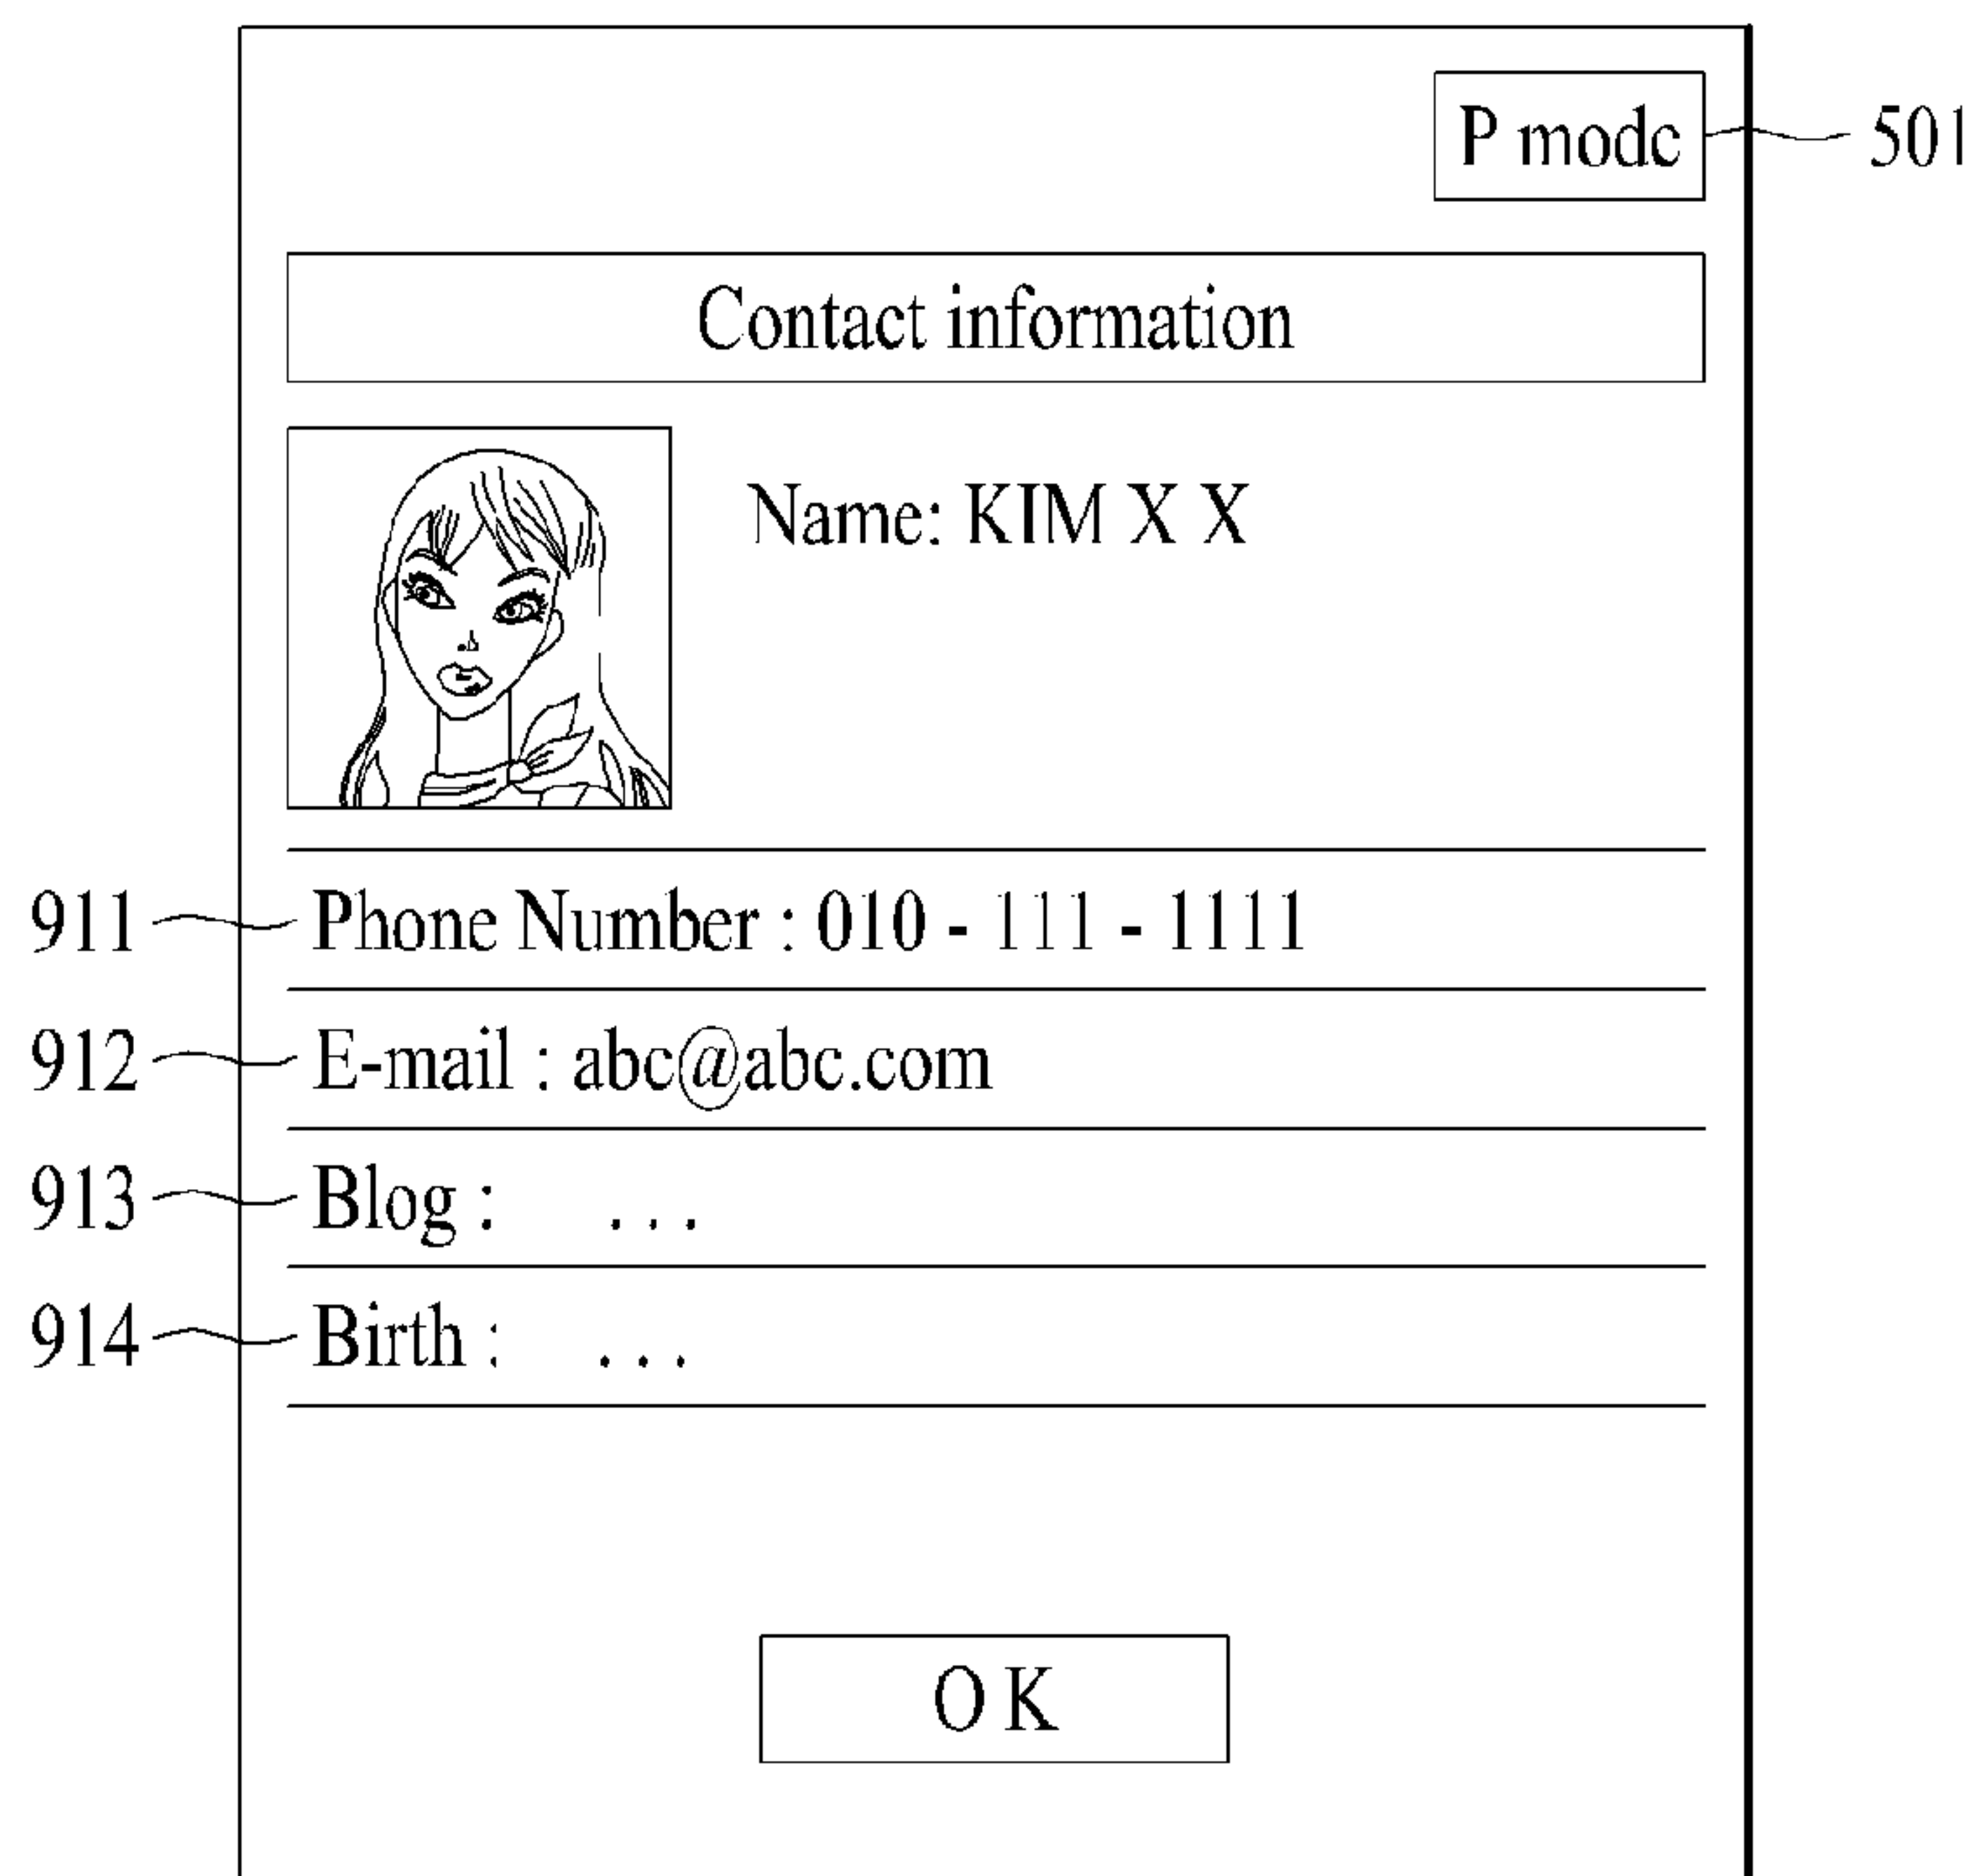 P mode 501
Contact information
Name: KIM X X
911 Phone Number : 010 - 111 - 1111
912 E-mail : abc@abc.com
913 Blog : ...
914 Birth : ...
OK